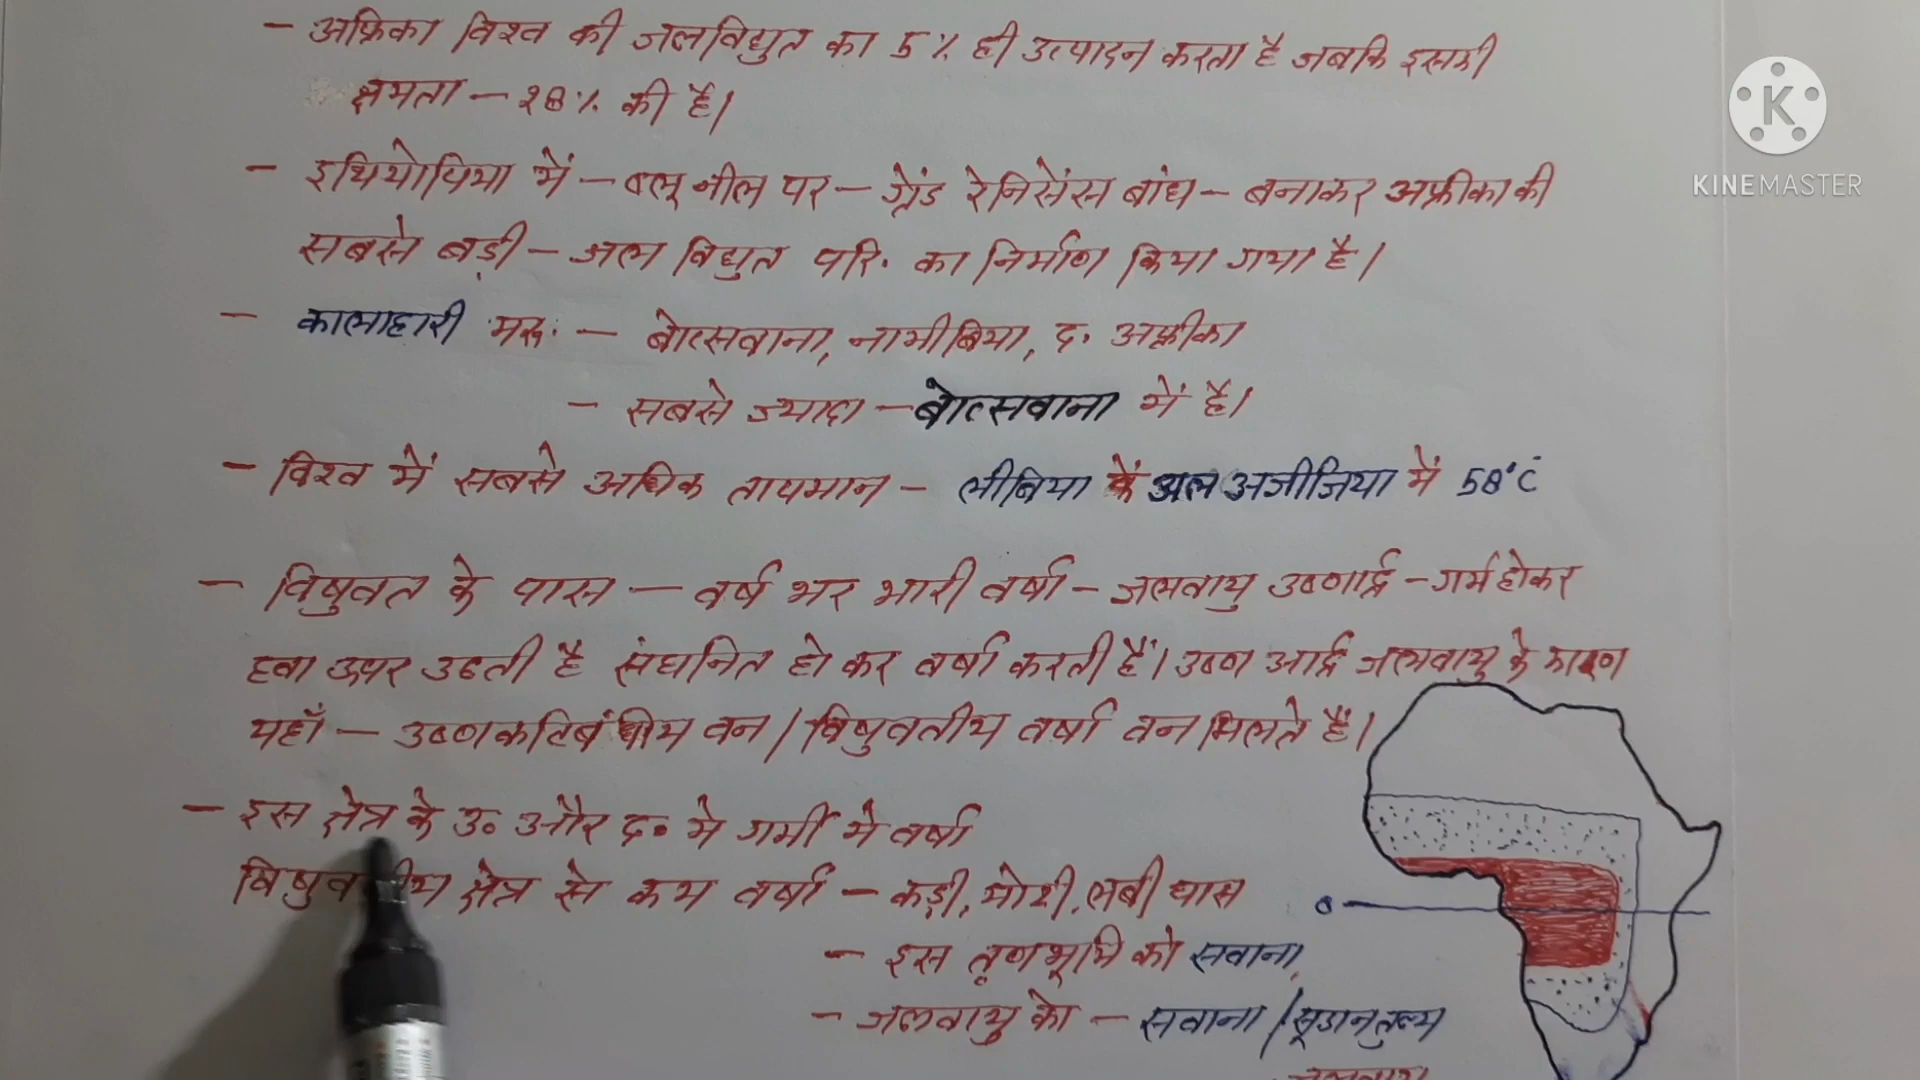 - अफ्रिका विश्व की जलविद्युत का 5% ही उत्पादन करता है जबकि इसकी
क्षमता - 28% की है।
- इथियोपिया में - ब्लू नील पर - ग्रेंड रेनिसेंस बांध - बनाकर अफ्रीका की
सबसे बड़ी - जल विद्युत परि. का निर्माण किया गया है।
- कालाहारी मरू. - बोत्सवाना, नामीबिया, द. अफ्रीका
- सबसे ज्यादा - बोत्सवाना में है।
- विश्व में सबसे अधिक तापमान - लीबिया के अल अजीजिया में 58°C
- विषुवत के पास - वर्ष भर भारी वर्षा - जलवायु उष्णार्द्र - गर्म होकर
हवा ऊपर उठती है संघनित हो कर वर्षा करती हैं। उष्ण आर्द्र जलवायु के कारण
यहाँ - उष्णकटिबंधीय वन / विषुवतीय वर्षा वन मिलते हैं।
- इस क्षेत्र के उ. और द. मे गर्मी मे वर्षा
विषुवतीय क्षेत्र से कम वर्षा - कड़ी, मोटी, लंबी घास
- इस तृणभूमि को सवाना
- जलवायु को - सवाना / सूडानतुल्य
जलवायु
0
K
KINEMASTER